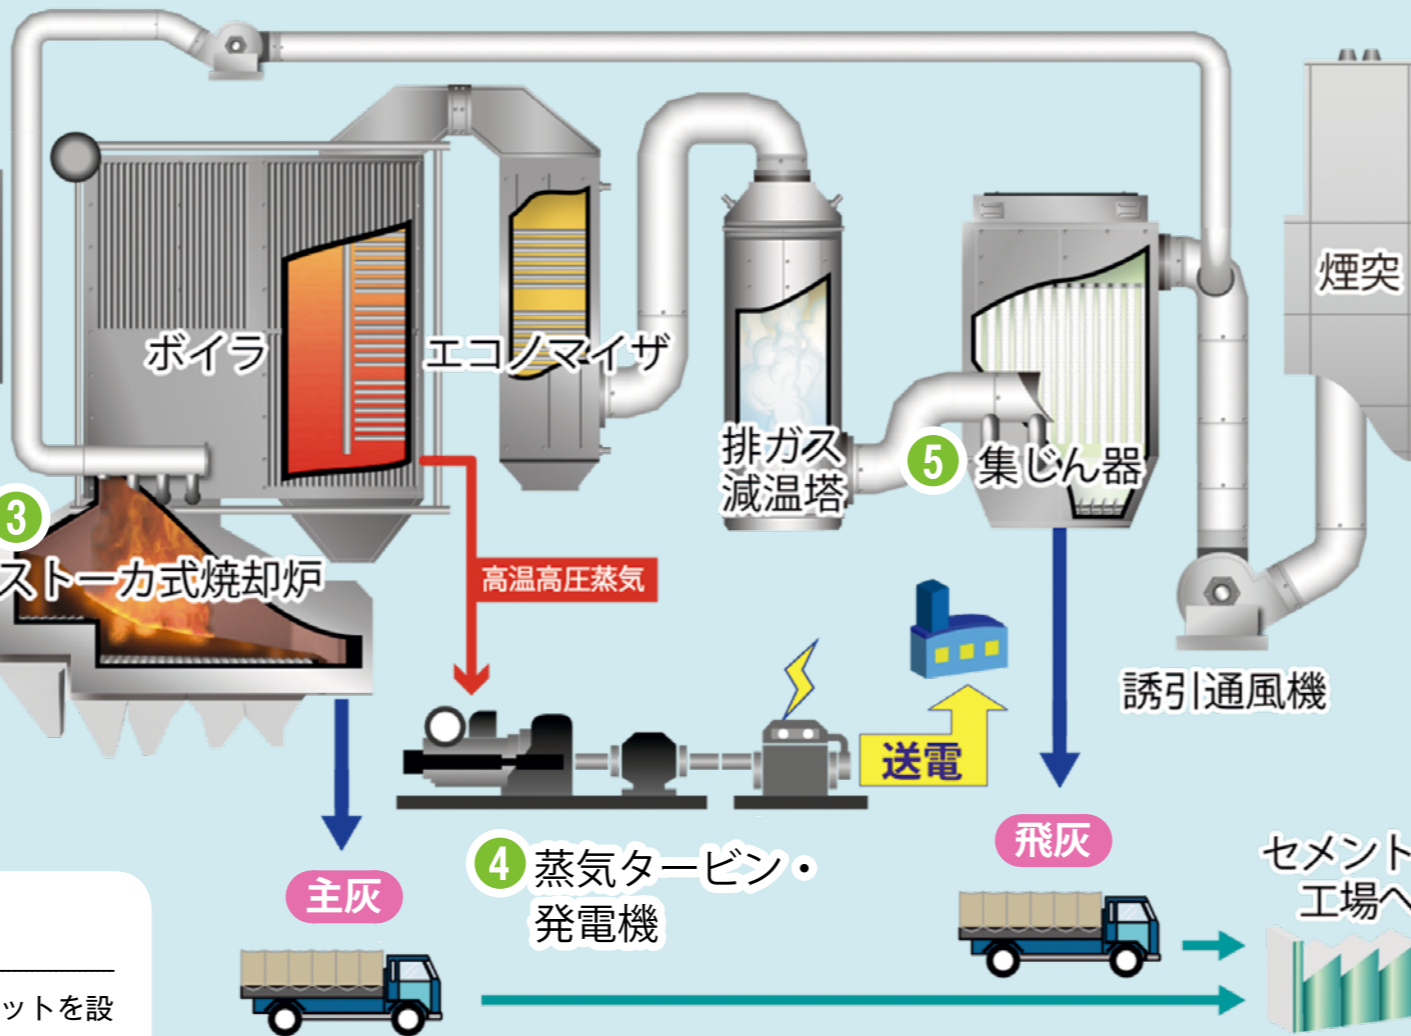 ボイラ
エコノマイザ
排ガス
減温塔
5 集じん器
煙突
3
ストーカ式焼却炉
高温高圧蒸気
誘引通風機
送電
4 蒸気タービン・
発電機
主灰
飛灰
セメント
工場へ
ットを設